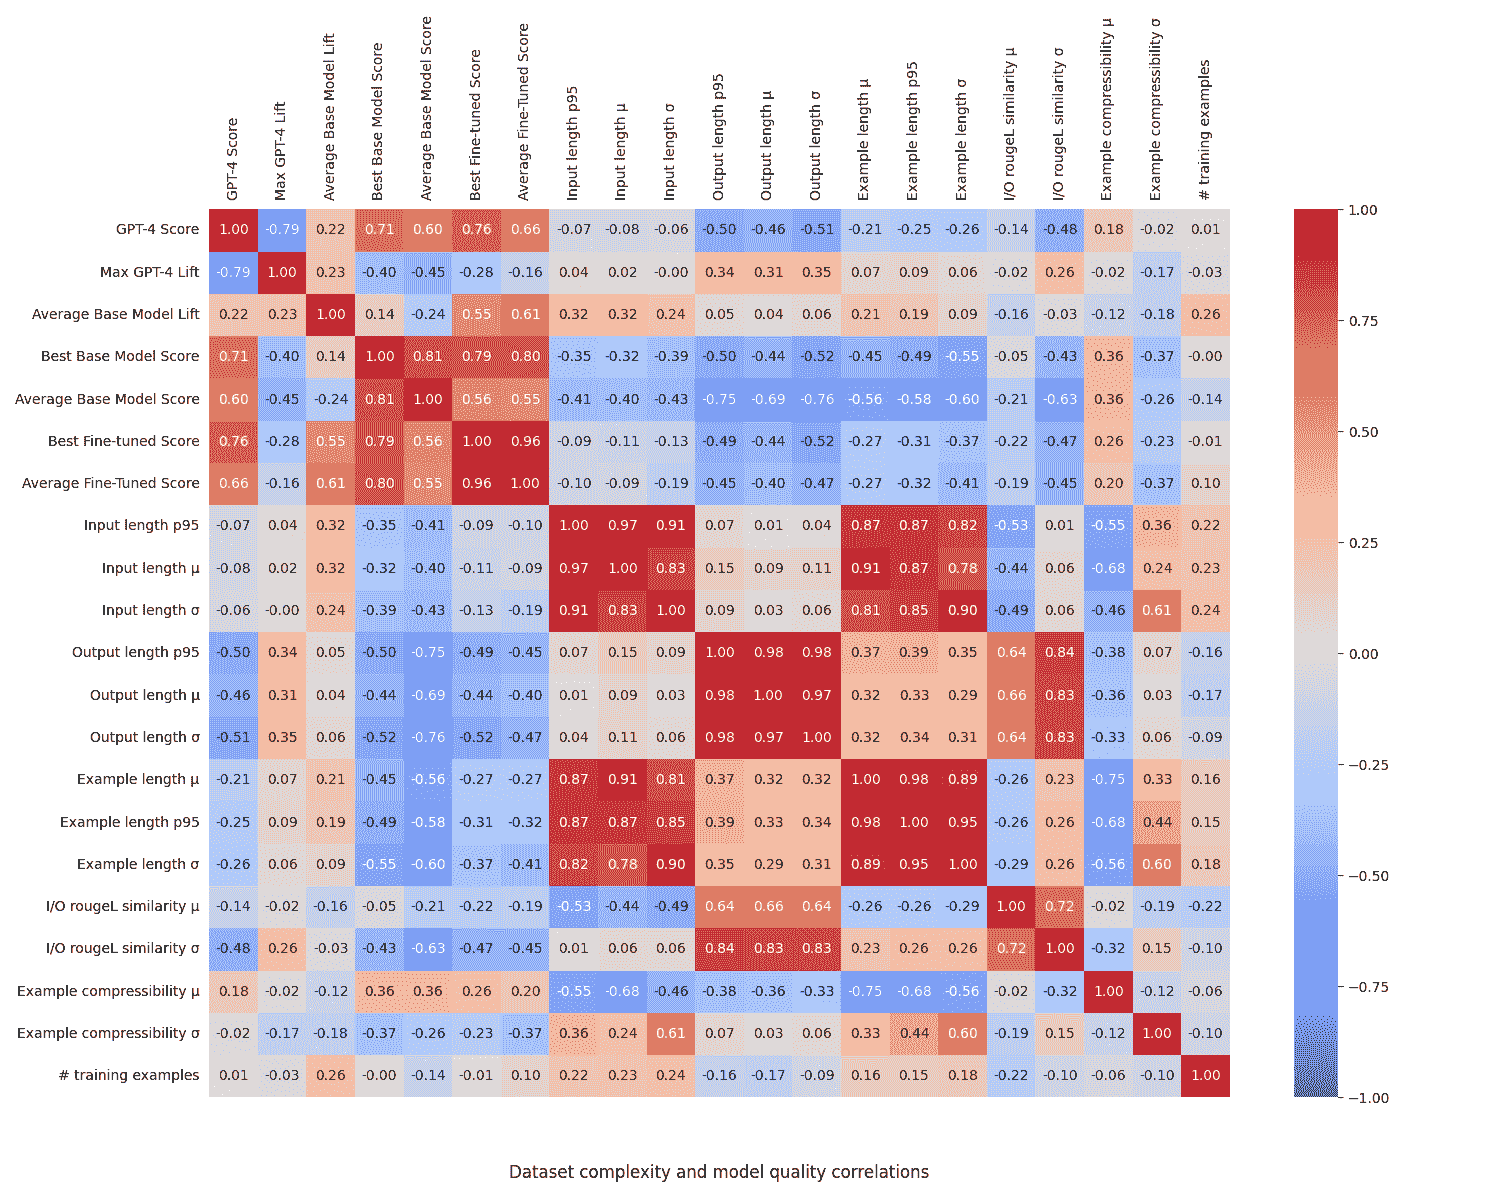 GPT-4 Score
Max GPT-4 Lift
Average Base Model Lift
Best Base Model Score
Average Base Model Score
Best Fine-tuned Score
Average Fine-Tuned Score
Input length p95
Input length μ
Input length σ
Output length p95
Output length μ
Output length σ
Example length μ
Example length p95
Example length σ
I/O rougeL similarity μ
I/O rougeL similarity σ
Example compressibility μ
Example compressibility σ
# training examples
GPT-4 Score 1.00 -0.79 0.22 0.71 0.60 0.76 0.66 -0.07 -0.08 -0.06 -0.50 -0.46 -0.51 -0.21 -0.25 -0.26 -0.14 -0.48 0.18 -0.02 0.01
Max GPT-4 Lift -0.79 1.00 0.23 -0.40 -0.45 -0.28 -0.16 0.04 0.02 -0.00 0.34 0.31 0.35 0.07 0.09 0.06 -0.02 0.26 -0.02 -0.17 -0.03
Average Base Model Lift 0.22 0.23 1.00 0.14 -0.24 0.55 0.61 0.32 0.32 0.24 0.05 0.04 0.06 0.21 0.19 0.09 -0.16 -0.03 -0.12 -0.18 0.26
Best Base Model Score 0.71 -0.40 0.14 1.00 0.81 0.79 0.80 -0.35 -0.32 -0.39 -0.50 -0.44 -0.52 -0.45 -0.49 -0.55 -0.05 -0.43 0.36 -0.37 -0.00
Average Base Model Score 0.60 -0.45 -0.24 0.81 1.00 0.56 0.55 -0.41 -0.40 -0.43 -0.75 -0.69 -0.76 -0.56 -0.58 -0.60 -0.21 -0.63 0.36 -0.26 -0.14
Best Fine-tuned Score 0.76 -0.28 0.55 0.79 0.56 1.00 0.96 -0.09 -0.11 -0.13 -0.49 -0.44 -0.52 -0.27 -0.31 -0.37 -0.22 -0.47 0.26 -0.23 -0.01
Average Fine-Tuned Score 0.66 -0.16 0.61 0.80 0.55 0.96 1.00 -0.10 -0.09 -0.19 -0.45 -0.40 -0.47 -0.27 -0.32 -0.41 -0.19 -0.45 0.20 -0.37 0.10
Input length p95 -0.07 0.04 0.32 -0.35 -0.41 -0.09 -0.10 1.00 0.97 0.91 0.07 0.01 0.04 0.87 0.87 0.82 -0.53 0.01 -0.55 0.36 0.22
Input length μ -0.08 0.02 0.32 -0.32 -0.40 -0.11 -0.09 0.97 1.00 0.83 0.15 0.09 0.11 0.91 0.87 0.78 -0.44 0.06 -0.68 0.24 0.23
Input length σ -0.06 -0.00 0.24 -0.39 -0.43 -0.13 -0.19 0.91 0.83 1.00 0.09 0.03 0.06 0.81 0.85 0.90 -0.49 0.06 -0.46 0.61 0.24
Output length p95 -0.50 0.34 0.05 -0.50 -0.75 -0.49 -0.45 0.07 0.15 0.09 1.00 0.98 0.98 0.37 0.39 0.35 0.64 0.84 -0.38 0.07 -0.16
Output length μ -0.46 0.31 0.04 -0.44 -0.69 -0.44 -0.40 0.01 0.09 0.03 0.98 1.00 0.97 0.32 0.33 0.29 0.66 0.83 -0.36 0.03 -0.17
Output length σ -0.51 0.35 0.06 -0.52 -0.76 -0.52 -0.47 0.04 0.11 0.06 0.98 0.97 1.00 0.32 0.34 0.31 0.64 0.83 -0.33 0.06 -0.09
Example length μ -0.21 0.07 0.21 -0.45 -0.56 -0.27 -0.27 0.87 0.91 0.81 0.37 0.32 0.32 1.00 0.98 0.89 -0.26 0.23 -0.75 0.33 0.16
Example length p95 -0.25 0.09 0.19 -0.49 -0.58 -0.31 -0.32 0.87 0.87 0.85 0.39 0.33 0.34 0.98 1.00 0.95 -0.26 0.26 -0.68 0.44 0.15
Example length σ -0.26 0.06 0.09 -0.55 -0.60 -0.37 -0.41 0.82 0.78 0.90 0.35 0.29 0.31 0.89 0.95 1.00 -0.29 0.26 -0.56 0.60 0.18
I/O rougeL similarity μ -0.14 -0.02 -0.16 -0.05 -0.21 -0.22 -0.19 -0.53 -0.44 -0.49 0.64 0.66 0.64 -0.26 -0.26 -0.29 1.00 0.72 -0.02 -0.19 -0.22
I/O rougeL similarity σ -0.48 0.26 -0.03 -0.43 -0.63 -0.47 -0.45 0.01 0.06 0.06 0.84 0.83 0.83 0.23 0.26 0.26 0.72 1.00 -0.32 0.15 -0.10
Example compressibility μ 0.18 -0.02 -0.12 0.36 0.36 0.26 0.20 -0.55 -0.68 -0.46 -0.38 -0.36 -0.33 -0.75 -0.68 -0.56 -0.02 -0.32 1.00 -0.12 -0.06
Example compressibility σ -0.02 -0.17 -0.18 -0.37 -0.26 -0.23 -0.37 0.36 0.24 0.61 0.07 0.03 0.06 0.33 0.44 0.60 -0.19 0.15 -0.12 1.00 -0.10
# training examples 0.01 -0.03 0.26 -0.00 -0.14 -0.01 0.10 0.22 0.23 0.24 -0.16 -0.17 -0.09 0.16 0.15 0.18 -0.22 -0.10 -0.06 -0.10 1.00
1.00
0.75
0.50
0.25
0.00
−0.25
−0.50
−0.75
−1.00
Dataset complexity and model quality correlations